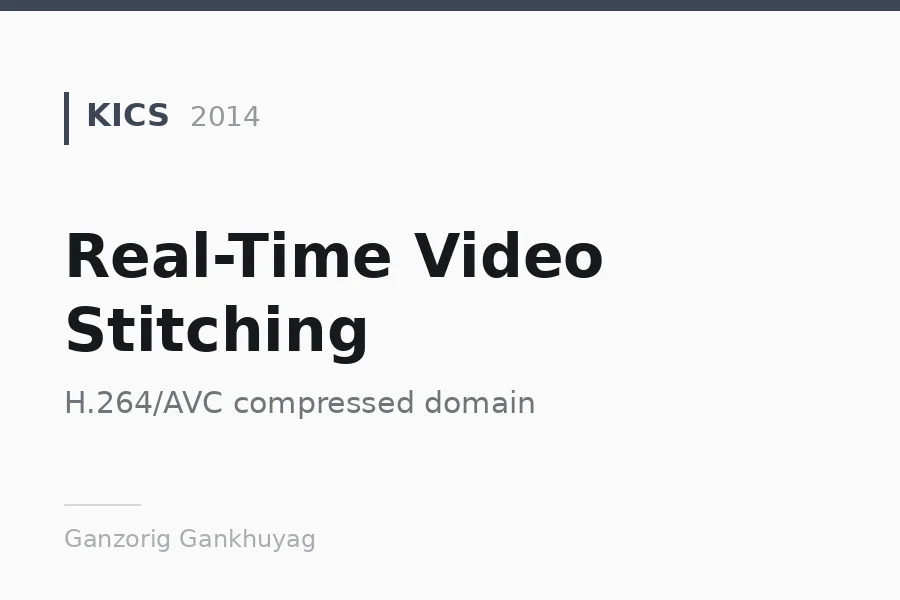 KICS 2014
Real-Time Video
Stitching
H.264/AVC compressed domain
Ganzorig Gankhuyag